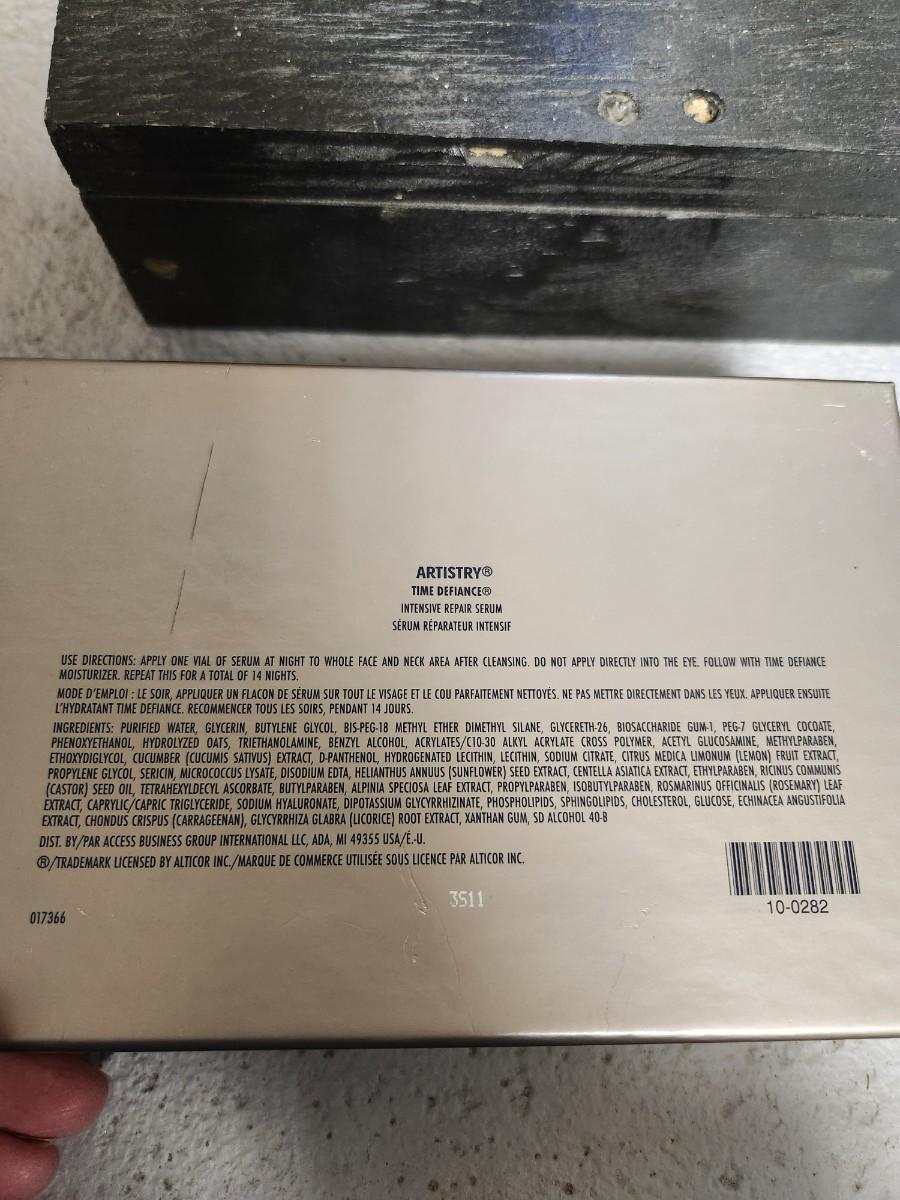 ARTISTRY®
TIME DEFIANCE®
INTENSIVE REPAIR SERUM
SÉRUM RÉPARATEUR INTENSIF
USE DIRECTIONS: APPLY ONE VIAL OF SERUM AT NIGHT TO WHOLE FACE AND NECK AREA AFTER CLEANSING. DO NOT APPLY DIRECTLY INTO THE EYE. FOLLOW WITH TIME DEFIANCE
MOISTURIZER. REPEAT THIS FOR A TOTAL OF 14 NIGHTS.
MODE D'EMPLOI : LE SOIR, APPLIQUER UN FLACON DE SÉRUM SUR TOUT LE VISAGE ET LE COU PARFAITEMENT NETTOYÉS. NE PAS METTRE DIRECTEMENT DANS LES YEUX. APPLIQUER ENSUITE
L'HYDRATANT TIME DEFIANCE. RECOMMENCER TOUS LES SOIRS, PENDANT 14 JOURS.
INGREDIENTS: PURIFIED WATER, GLYCERIN, BUTYLENE GLYCOL, BIS-PEG-18 METHYL ETHER DIMETHYL SILANE, GLYCERETH-26, BIOSACCHARIDE GUM-1, PEG-7 GLYCERYL COCOATE,
PHENOXYETHANOL, HYDROLYZED OATS, TRIETHANOLAMINE, BENZYL ALCOHOL, ACRYLATES/C10-30 ALKYL ACRYLATE CROSS POLYMER, ACETYL GLUCOSAMINE, METHYLPARABEN,
ETHOXYDIGLYCOL, CUCUMBER (CUCUMIS SATIVUS) EXTRACT, D-PANTHENOL, HYDROGENATED LECITHIN, LECITHIN, SODIUM CITRATE, CITRUS MEDICA LIMONUM (LEMON) FRUIT EXTRACT,
PROPYLENE GLYCOL, SERICIN, MICROCOCCUS LYSATE, DISODIUM EDTA, HELIANTHUS ANNUUS (SUNFLOWER) SEED EXTRACT, CENTELLA ASIATICA EXTRACT, ETHYLPARABEN, RICINUS COMMUNIS
(CASTOR) SEED OIL, TETRAHEXYLDECYL ASCORBATE, BUTYLPARABEN, ALPINIA SPECIOSA LEAF EXTRACT, PROPYLPARABEN, ISOBUTYLPARABEN, ROSMARINUS OFFICINALIS (ROSEMARY) LEAF
EXTRACT, CAPRYLIC/CAPRIC TRIGLYCERIDE, SODIUM HYALURONATE, DIPOTASSIUM GLYCYRRHIZINATE, PHOSPHOLIPIDS, SPHINGOLIPIDS, CHOLESTEROL, GLUCOSE, ECHINACEA ANGUSTIFOLIA
EXTRACT, CHONDUS CRISPUS (CARRAGEENAN), GLYCYRRHIZA GLABRA (LICORICE) ROOT EXTRACT, XANTHAN GUM, SD ALCOHOL 40-B
DIST. BY/PAR ACCESS BUSINESS GROUP INTERNATIONAL LLC, ADA, MI 49355 USA/É.-U.
®/TRADEMARK LICENSED BY ALTICOR INC./MARQUE DE COMMERCE UTILISÉE SOUS LICENCE PAR ALTICOR INC.
3511
10-0282
017366